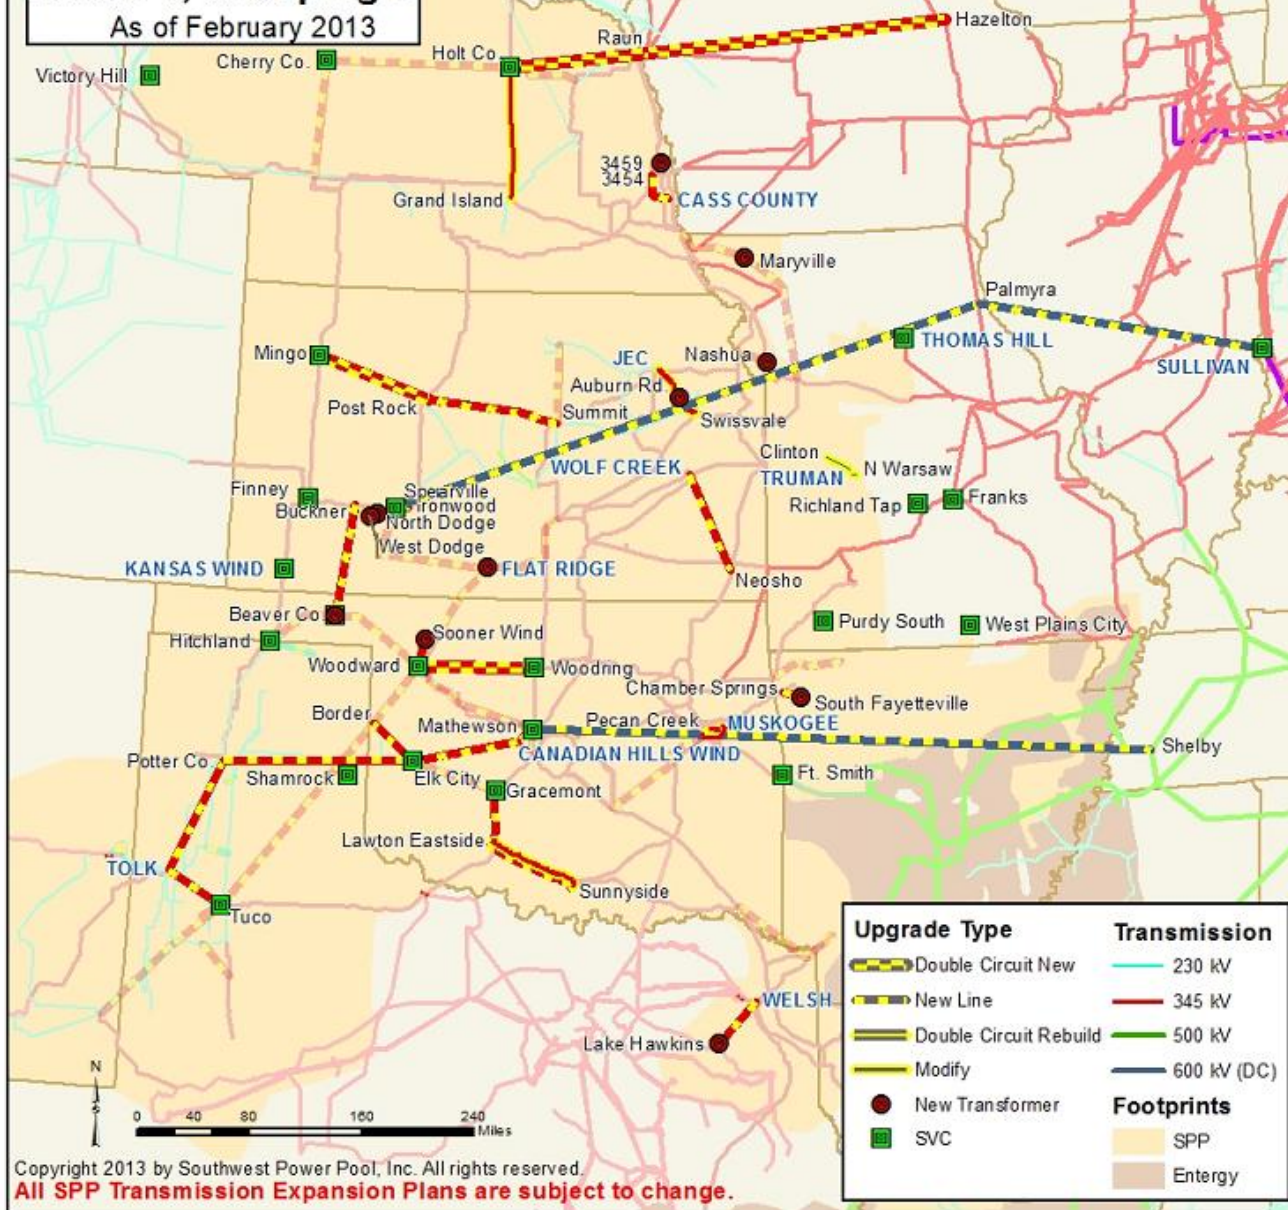 As of February 2013
Hazelton
Raun
Holt Co.
Cherry Co.
Victory Hill
3459
3454
Grand Island
CASS COUNTY
Maryville
Palmyra
Mingo
JEC
Nashua
THOMAS HILL
SULLIVAN
Auburn Rd
Post Rock
Summit
Swissvale
Clinton
WOLF CREEK
N Warsaw
TRUMAN
Finney
Spearville
Ironwood
Richland Tap
Franks
Buckner
North Dodge
West Dodge
KANSAS WIND
FLAT RIDGE
Neosho
Beaver Co.
Hitchland
Sooner Wind
Purdy South
West Plains City
Woodward
Woodring
Chamber Springs
South Fayetteville
Border
Mathewson
Pecan Creek
MUSKOGEE
Shelby
CANADIAN HILLS WIND
Potter Co.
Shamrock
Elk City
Ft. Smith
Gracemont
Lawton Eastside
TOLK
Sunnyside
Tuco
WELSH
Lake Hawkins
Upgrade Type
Double Circuit New
New Line
Double Circuit Rebuild
Modify
New Transformer
SVC
Transmission
230 kV
345 kV
500 kV
600 kV (DC)
Footprints
SPP
Entergy
N
S
0 40 80 160 240
Miles
Copyright 2013 by Southwest Power Pool, Inc. All rights reserved.
All SPP Transmission Expansion Plans are subject to change.